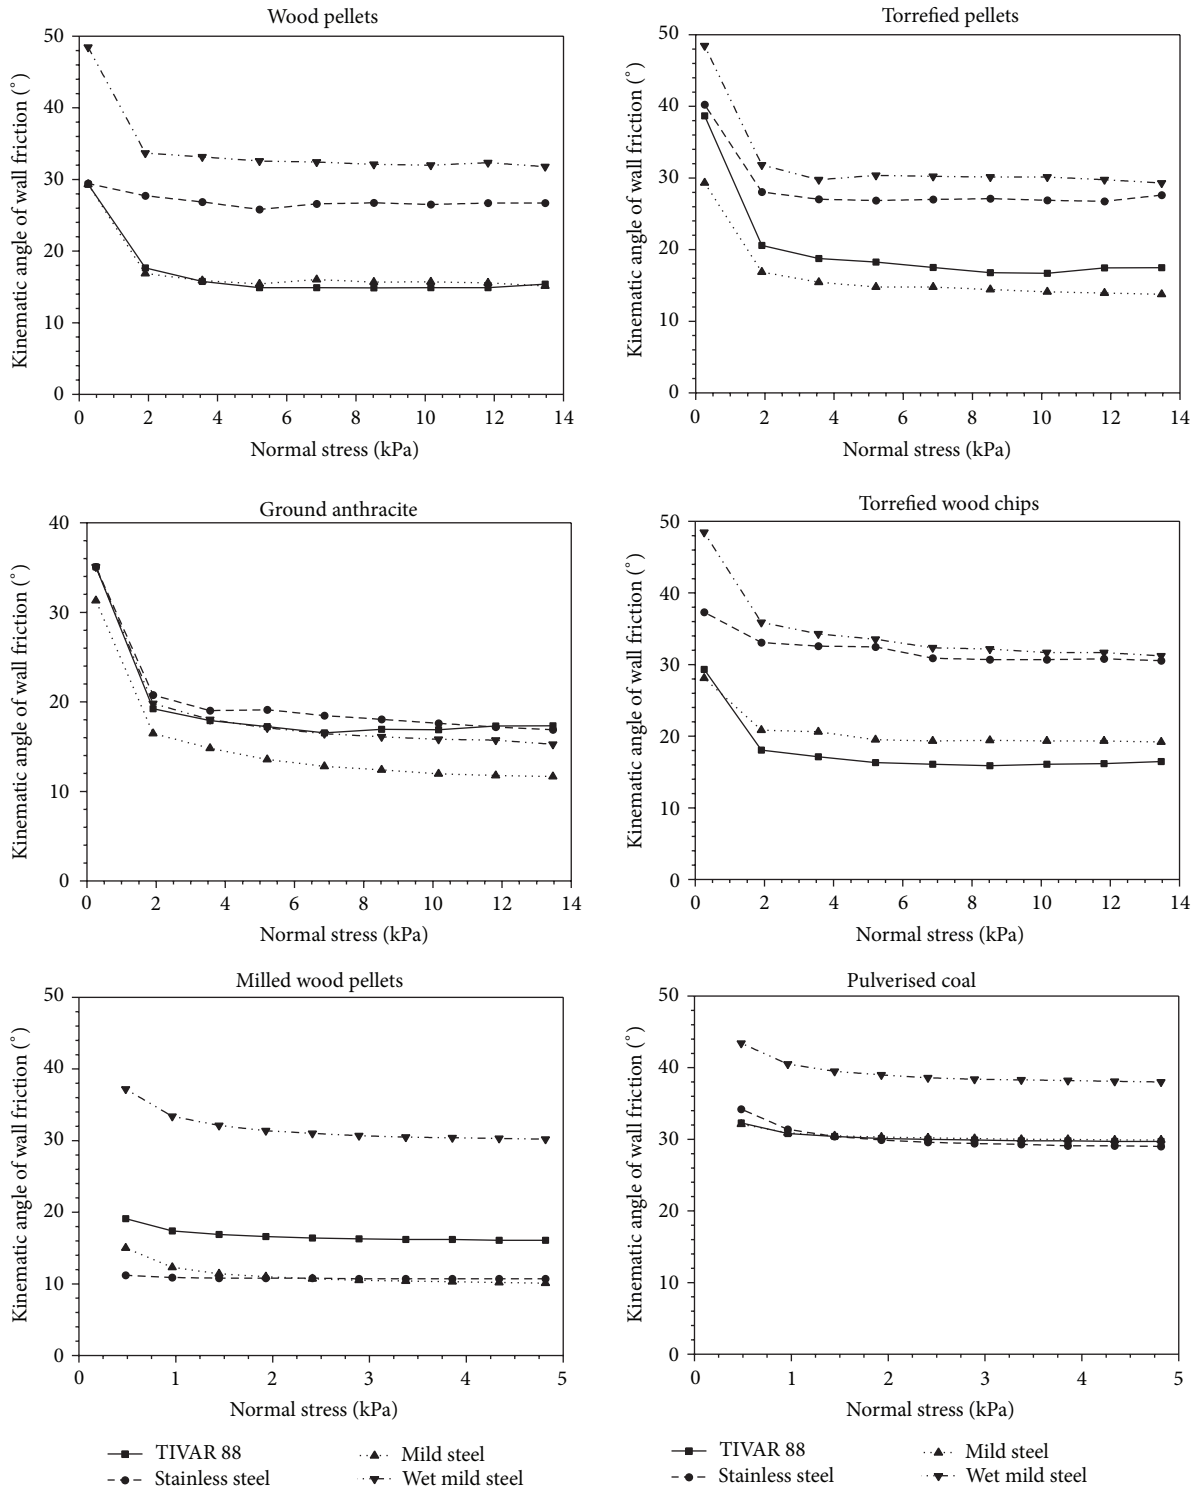 Wood pellets
Kinematic angle of wall friction (°)
50
40
30
20
10
0
0 2 4 6 8 10 12 14
Normal stress (kPa)
Torrefied pellets
Kinematic angle of wall friction (°)
50
40
30
20
10
0
0 2 4 6 8 10 12 14
Normal stress (kPa)
Ground anthracite
Kinematic angle of wall friction (°)
40
30
20
10
0
0 2 4 6 8 10 12 14
Normal stress (kPa)
Torrefied wood chips
Kinematic angle of wall friction (°)
50
40
30
20
10
0
0 2 4 6 8 10 12 14
Normal stress (kPa)
Milled wood pellets
Kinematic angle of wall friction (°)
50
40
30
20
10
0
0 1 2 3 4 5
Normal stress (kPa)
Pulverised coal
Kinematic angle of wall friction (°)
50
40
30
20
10
0
0 1 2 3 4 5
Normal stress (kPa)
TIVAR 88
Stainless steel
Mild steel
Wet mild steel
TIVAR 88
Stainless steel
Mild steel
Wet mild steel